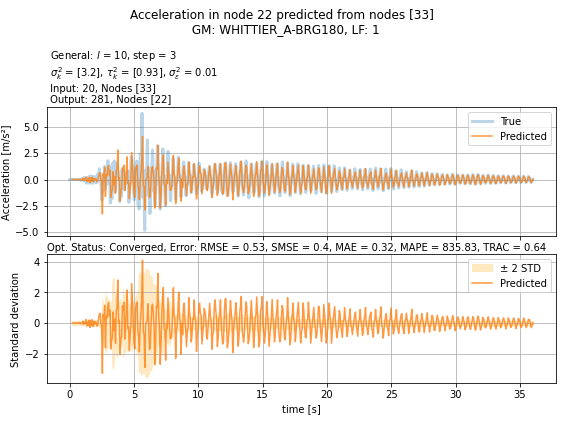 Acceleration in node 22 predicted from nodes [33]
GM: WHITTIER_A-BRG180, LF: 1
General: l = 10, step = 3
σ²ₖ = [3.2], τ²ₖ = [0.93], σ²ε = 0.01
Input: 20, Nodes [33]
Output: 281, Nodes [22]
Acceleration [m/s²]
5.0
2.5
0.0
−2.5
−5.0
True
Predicted
Opt. Status: Converged, Error: RMSE = 0.53, SMSE = 0.4, MAE = 0.32, MAPE = 835.83, TRAC = 0.64
Standard deviation
4
2
0
−2
± 2 STD
Predicted
0 5 10 15 20 25 30 35
time [s]